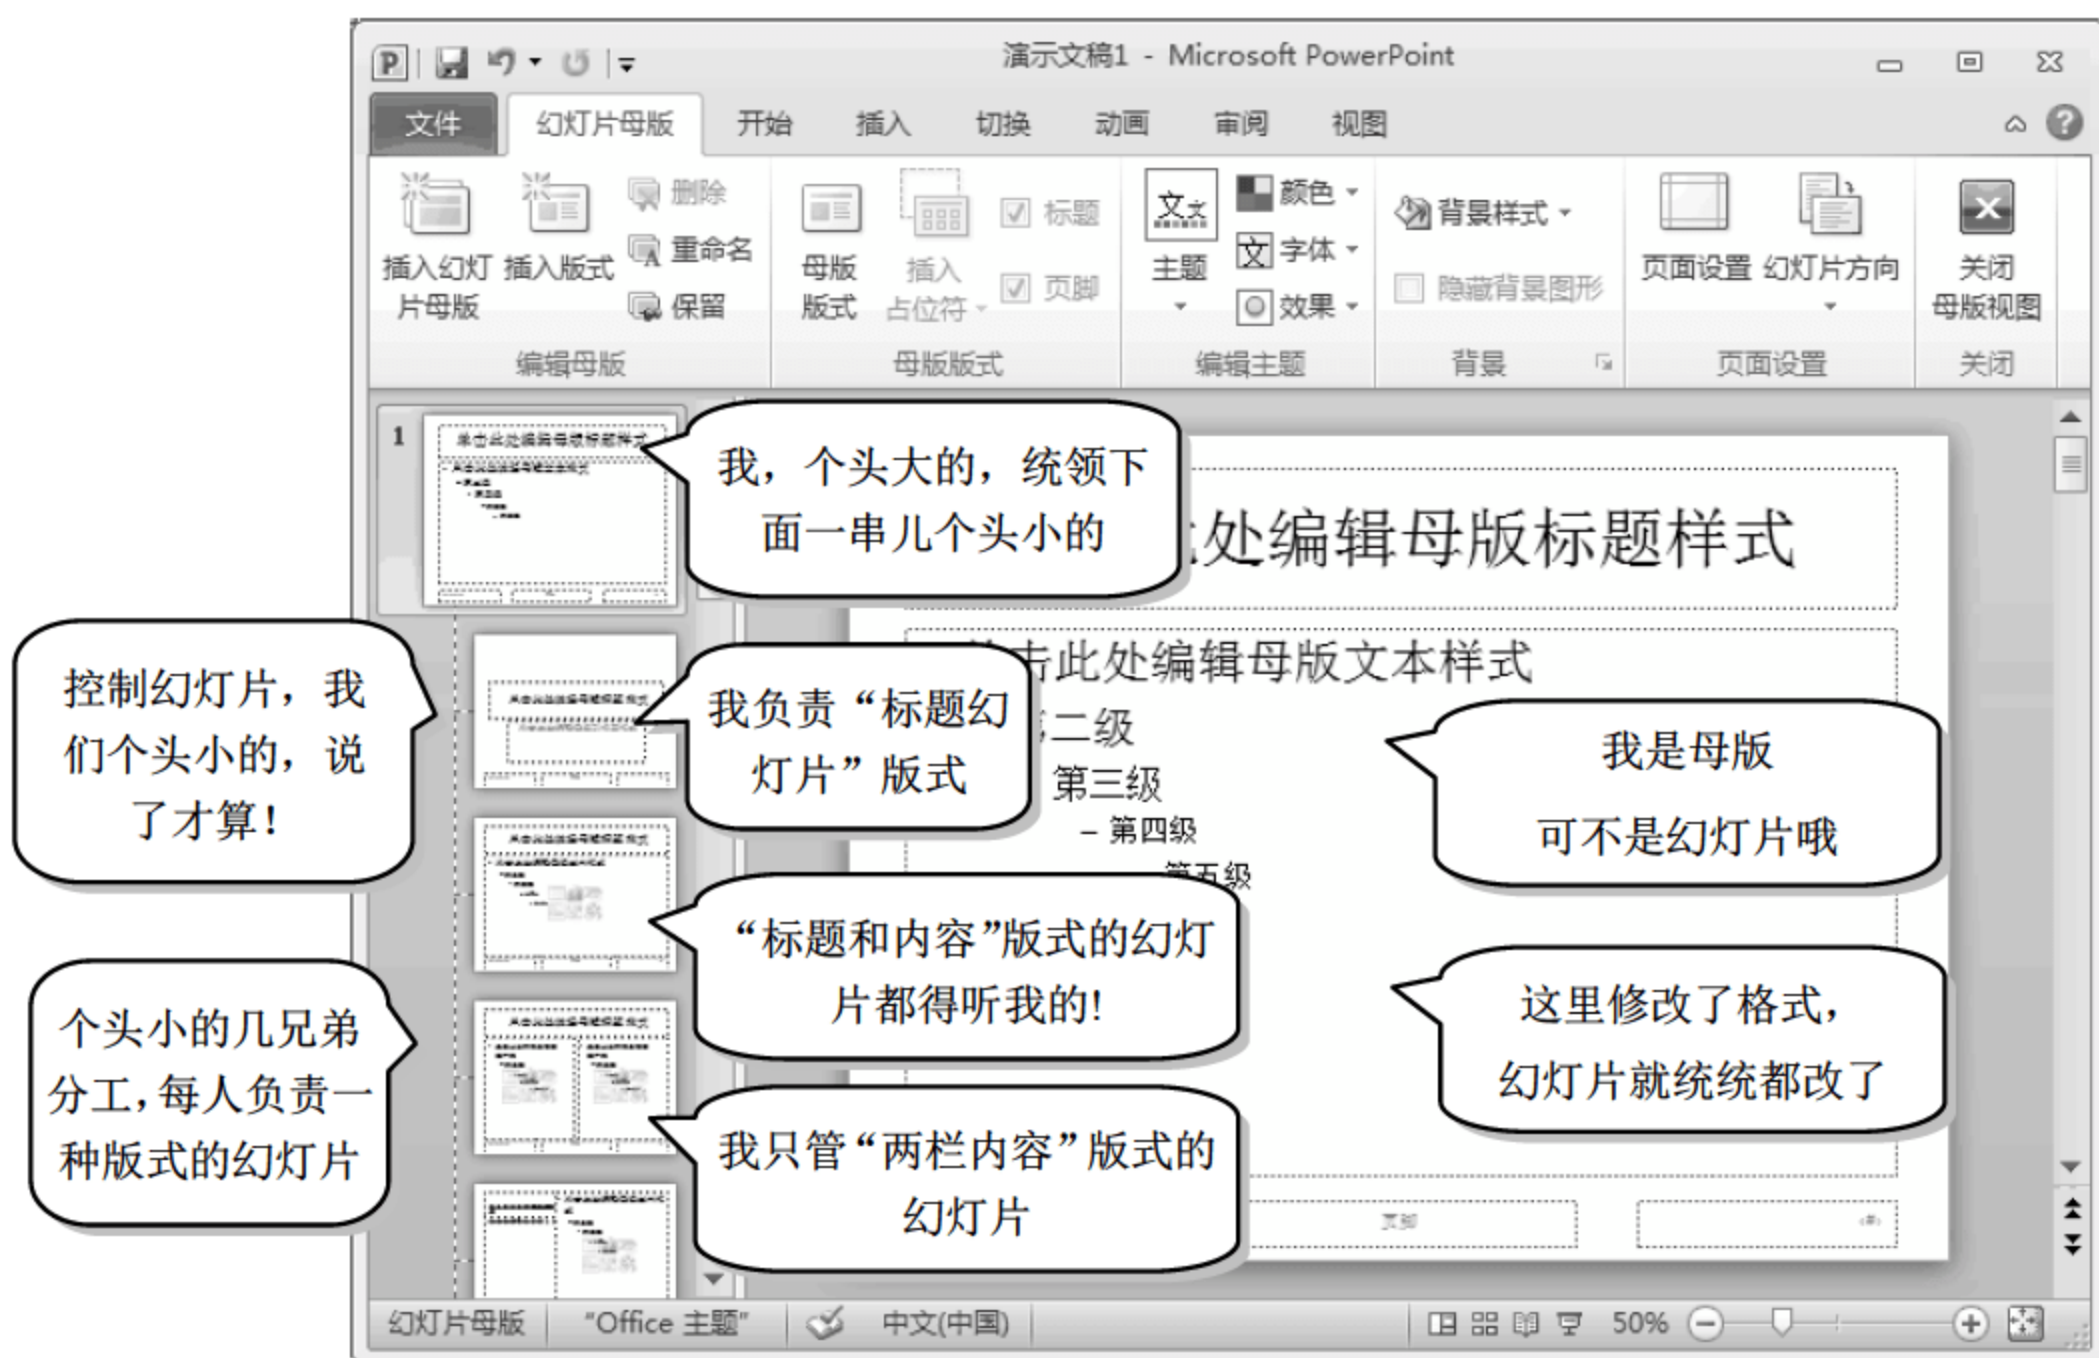 演示文稿1 - Microsoft PowerPoint
文件 幻灯片母版 开始 插入 切换 动画 审阅 视图
插入幻灯
片母版
插入版式
删除
重命名
保留
编辑母版
母版
版式
插入
占位符
标题
页脚
母版版式
主题
颜色
字体
效果
编辑主题
背景样式
隐藏背景图形
背景
页面设置
幻灯片方向
页面设置
关闭
母版视图
关闭
1
单击此处编辑母版标题样式
我，个头大的，统领下
面一串儿个头小的
处编辑母版标题样式
控制幻灯片，我
们个头小的，说
了才算！
我负责“标题幻
灯片”版式
击此处编辑母版文本样式
二级
第三级
– 第四级
第五级
我是母版
可不是幻灯片哦
“标题和内容”版式的幻灯
片都得听我的!
这里修改了格式，
幻灯片就统统都改了
个头小的几兄弟
分工，每人负责一
种版式的幻灯片
我只管“两栏内容”版式的
幻灯片
页脚
‹#›
幻灯片母版 "Office 主题" 中文(中国) 50%